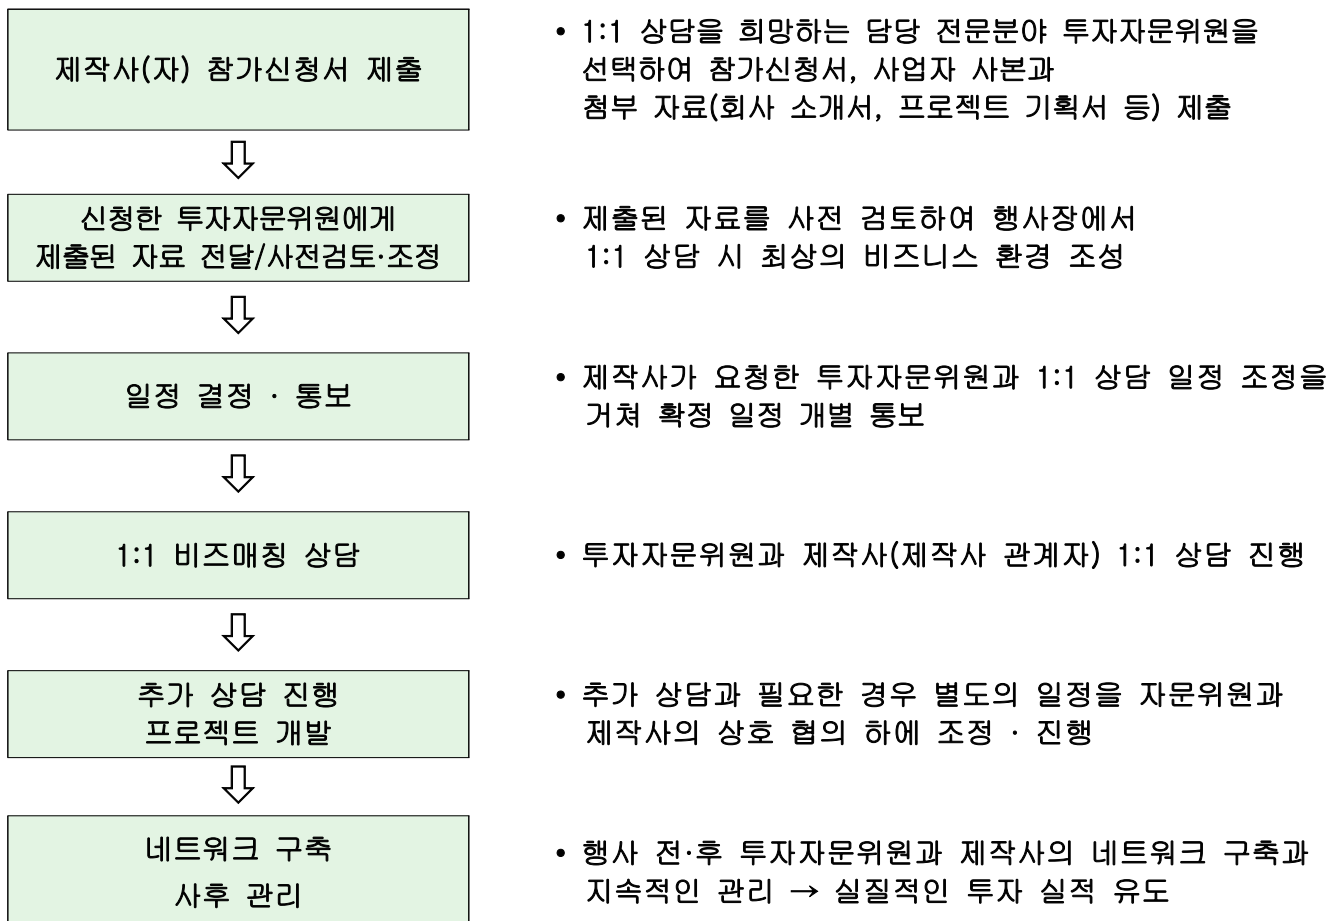 제작사(자) 참가신청서 제출
• 1:1 상담을 희망하는 담당 전문분야 투자자문위원을
선택하여 참가신청서, 사업자 사본과
첨부 자료(회사 소개서, 프로젝트 기획서 등) 제출
신청한 투자자문위원에게
제출된 자료 전달/사전검토·조정
• 제출된 자료를 사전 검토하여 행사장에서
1:1 상담 시 최상의 비즈니스 환경 조성
일정 결정 · 통보
• 제작사가 요청한 투자자문위원과 1:1 상담 일정 조정을
거쳐 확정 일정 개별 통보
1:1 비즈매칭 상담
• 투자자문위원과 제작사(제작사 관계자) 1:1 상담 진행
추가 상담 진행
프로젝트 개발
• 추가 상담과 필요한 경우 별도의 일정을 자문위원과
제작사의 상호 협의 하에 조정 · 진행
네트워크 구축
사후 관리
• 행사 전·후 투자자문위원과 제작사의 네트워크 구축과
지속적인 관리 → 실질적인 투자 실적 유도